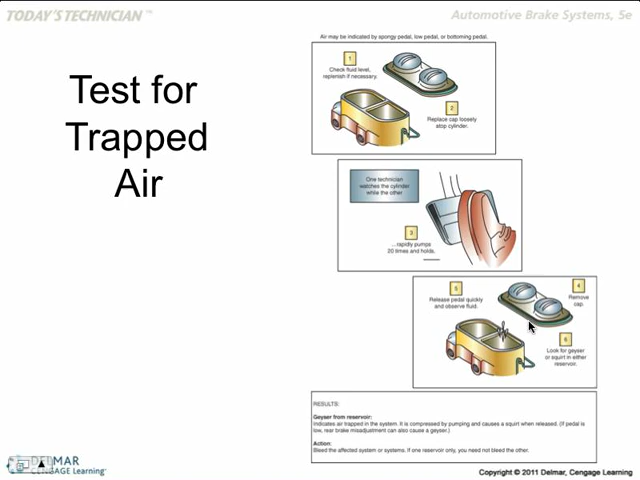 TODAY'S TECHNICIAN™
Automotive Brake Systems, 5e
Test for
Trapped
Air
Air may be indicated by spongy pedal, low pedal, or bottoming pedal.
1
Check fluid level,
replenish if necessary.
2
Replace cap loosely
atop cylinder.
One technician
watches the cylinder
while the other
3
...rapidly pumps
20 times and holds,
5
Release pedal quickly
and observe fluid.
4
Remove
cap.
6
Look for geyser
or squirt in either
reservoir.
RESULTS:
Geyser from reservoir:
Indicates air trapped in the system. It is compressed by pumping and causes a squirt when released. (If pedal is
low, rear brake misadjustment can also cause a geyser.)
Action:
Bleed the affected system or systems. If one reservoir only, you need not bleed the other.
DELMAR
CENGAGE Learning
Copyright © 2011 Delmar, Cengage Learning